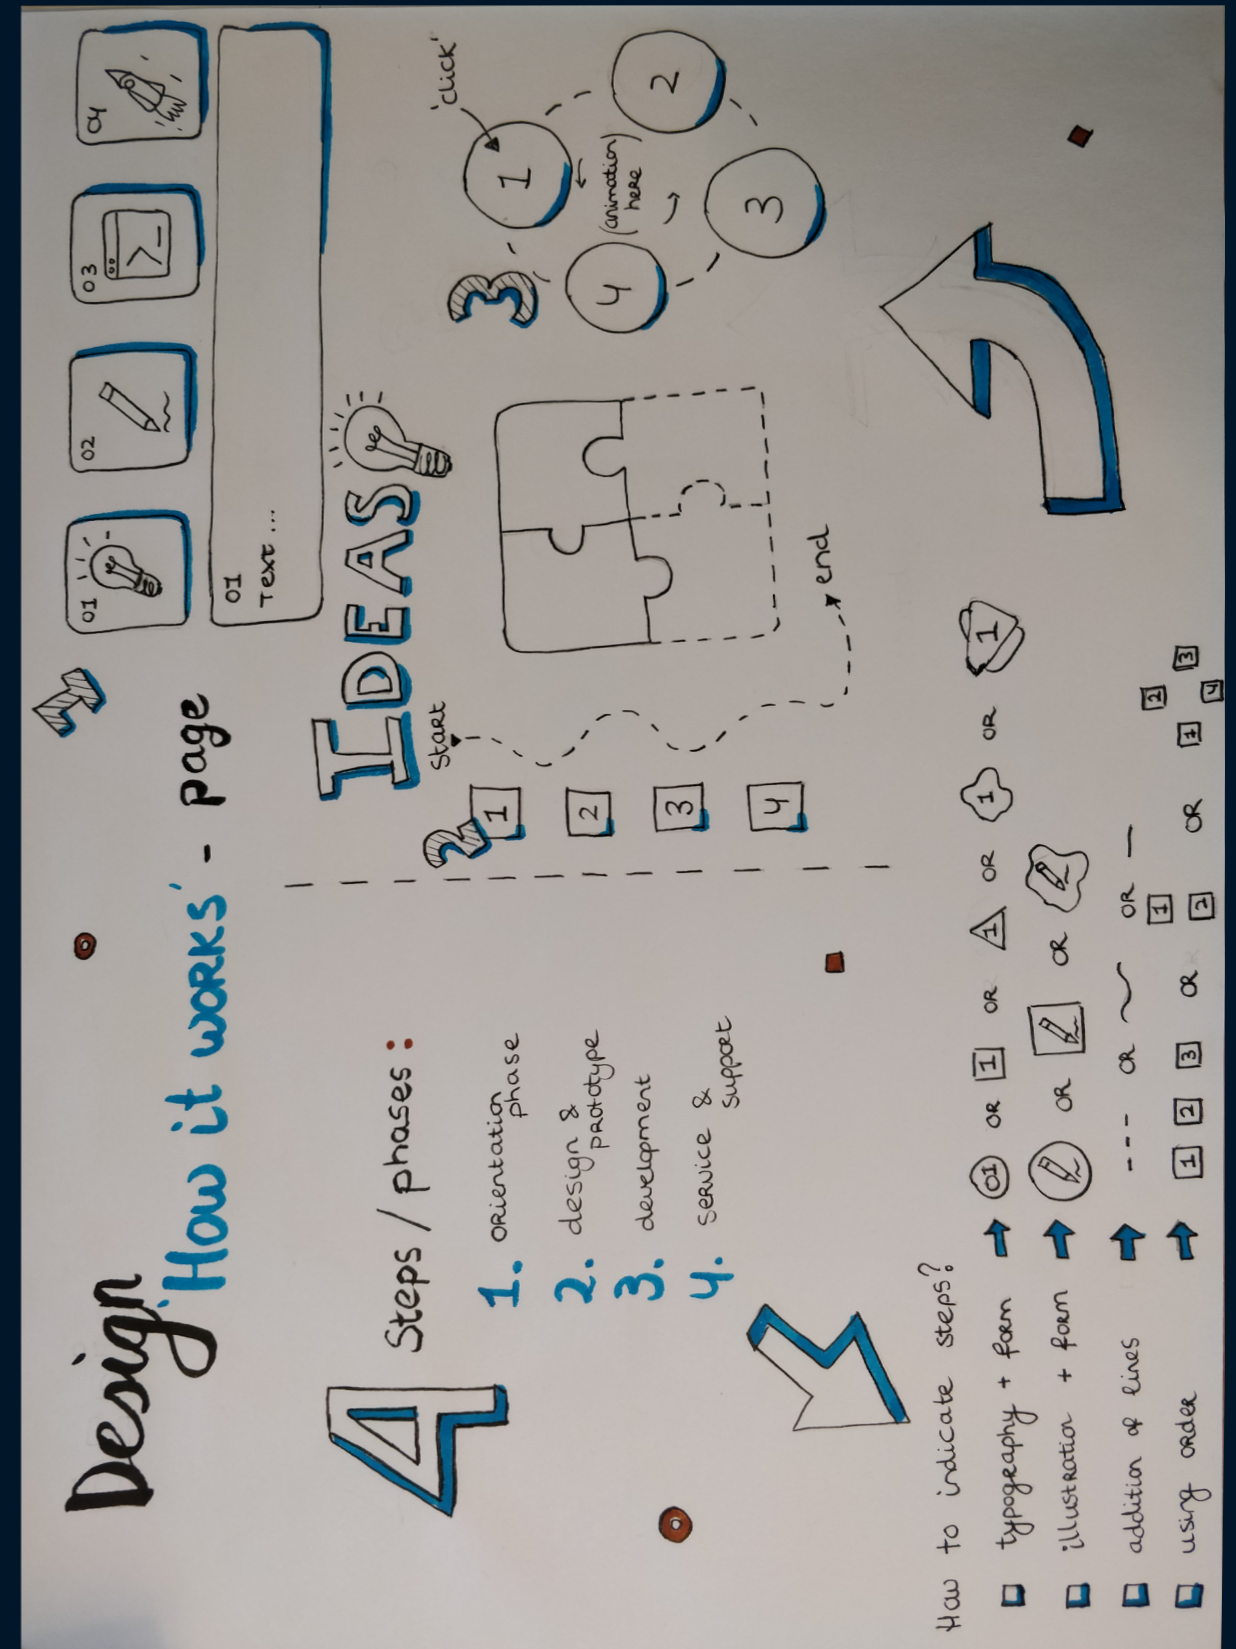 Design
'How it works' - page
4 Steps / phases:
1. orientation
phase
2. design &
prototype
3. development
4. service &
support
1
01
02
03
04
01
Text ...
IDEAS
2
1
2
3
4
Start
end
3
'click'
1
2
3
4
(animation)
here
How to indicate steps?
typography + form → 01 OR 1 OR 1 OR 1 OR 1
illustration + form → OR OR
addition of lines → --- OR ~ OR —
using order → 1 2 3 OR 1 2 OR 1 2 3 4